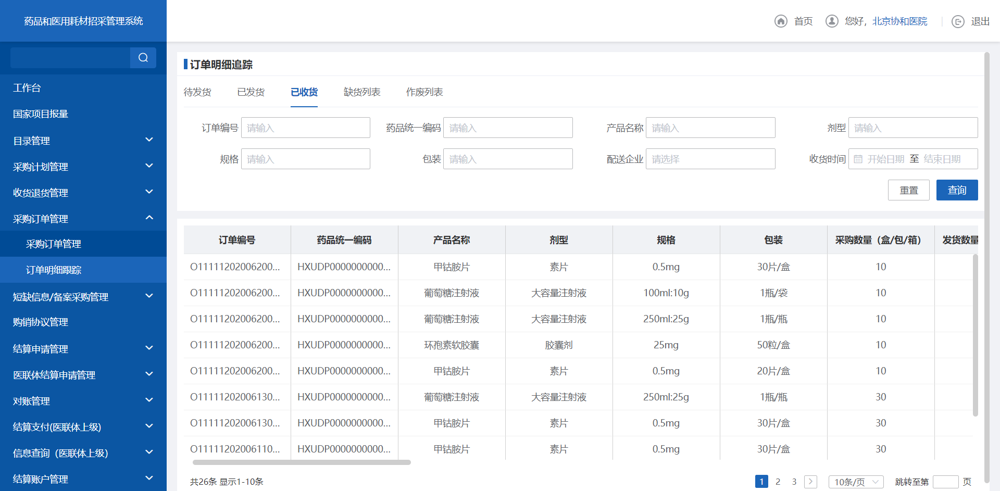 药品和医用耗材招采管理系统
首页 您好，北京协和医院 退出
工作台
国家项目报量
目录管理
采购计划管理
收货退货管理
采购订单管理
采购订单管理
订单明细跟踪
短缺信息/备案采购管理
购销协议管理
结算申请管理
医联体结算申请管理
对账管理
结算支付(医联体上级)
信息查询（医联体上级）
结算账户管理
订单明细追踪
待发货 已发货 已收货 缺货列表 作废列表
订单编号 请输入 药品统一编码 请输入 产品名称 请输入 剂型 请输入
规格 请输入 包装 请输入 配送企业 请选择 收货时间 开始日期 至 结束日期
重置 查询
订单编号 药品统一编码 产品名称 剂型 规格 包装 采购数量（盒/包/箱） 发货数量
O11111202006200... HXUDP0000000000... 甲钴胺片 素片 0.5mg 30片/盒 10
O11111202006200... HXUDP0000000000... 葡萄糖注射液 大容量注射液 100ml:10g 1瓶/袋 10
O11111202006200... HXUDP0000000000... 葡萄糖注射液 大容量注射液 250ml:25g 1瓶/瓶 10
O11111202006200... HXUDP0000000000... 环孢素软胶囊 胶囊剂 25mg 50粒/盒 10
O11111202006200... HXUDP0000000000... 甲钴胺片 素片 0.5mg 20片/盒 10
O11111202006130... HXUDP0000000000... 葡萄糖注射液 大容量注射液 250ml:25g 1瓶/瓶 30
O11111202006130... HXUDP0000000000... 甲钴胺片 素片 0.5mg 30片/盒 30
O11111202006110... HXUDP0000000000... 甲钴胺片 素片 0.5mg 30片/盒 30
共26条 显示1-10条 1 2 3 10条/页 跳转至第 页